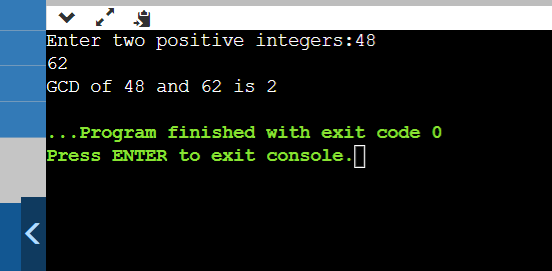 Enter two positive integers:48
62
GCD of 48 and 62 is 2
...Program finished with exit code 0
Press ENTER to exit console.